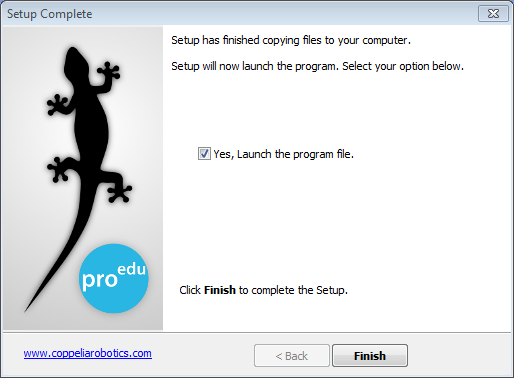 Setup Complete
Setup has finished copying files to your computer.
Setup will now launch the program. Select your option below.
Yes, Launch the program file.
pro edu
Click Finish to complete the Setup.
www.coppeliarobotics.com
< Back
Finish